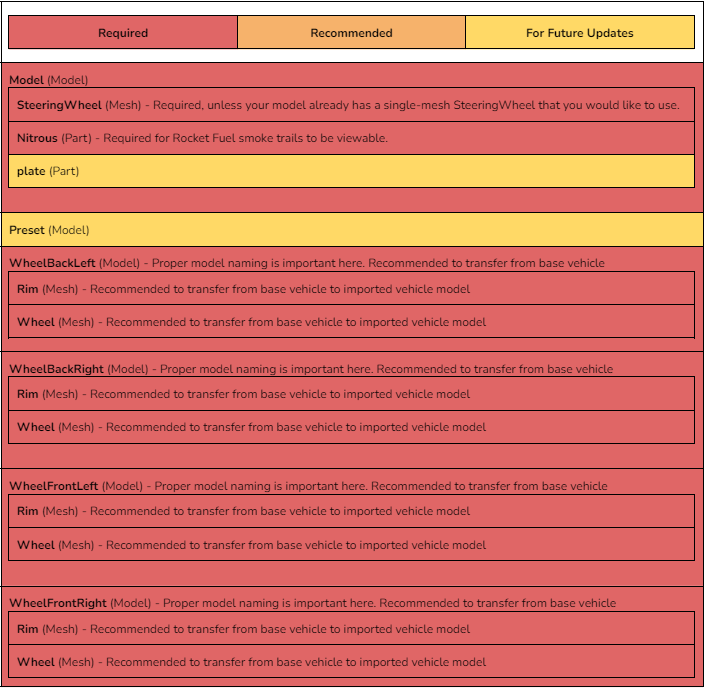 Required Recommended For Future Updates
Model (Model)
SteeringWheel (Mesh) - Required, unless your model already has a single-mesh SteeringWheel that you would like to use.
Nitrous (Part) - Required for Rocket Fuel smoke trails to be viewable.
plate (Part)
Preset (Model)
WheelBackLeft (Model) - Proper model naming is important here. Recommended to transfer from base vehicle
Rim (Mesh) - Recommended to transfer from base vehicle to imported vehicle model
Wheel (Mesh) - Recommended to transfer from base vehicle to imported vehicle model
WheelBackRight (Model) - Proper model naming is important here. Recommended to transfer from base vehicle
Rim (Mesh) - Recommended to transfer from base vehicle to imported vehicle model
Wheel (Mesh) - Recommended to transfer from base vehicle to imported vehicle model
WheelFrontLeft (Model) - Proper model naming is important here. Recommended to transfer from base vehicle
Rim (Mesh) - Recommended to transfer from base vehicle to imported vehicle model
Wheel (Mesh) - Recommended to transfer from base vehicle to imported vehicle model
WheelFrontRight (Model) - Proper model naming is important here. Recommended to transfer from base vehicle
Rim (Mesh) - Recommended to transfer from base vehicle to imported vehicle model
Wheel (Mesh) - Recommended to transfer from base vehicle to imported vehicle model